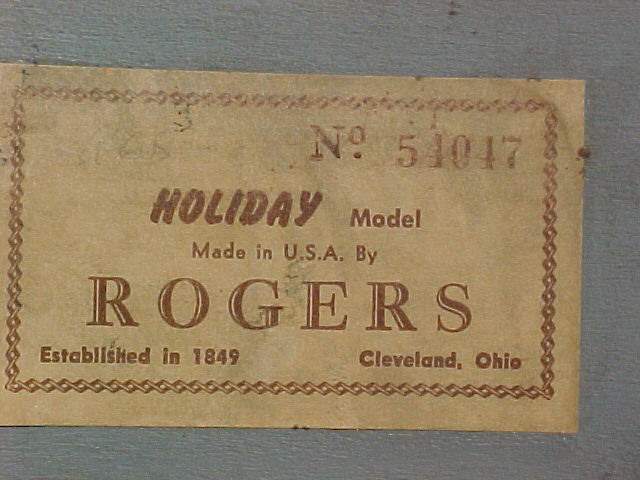 Nº 54047
HOLIDAY Model
Made in U.S.A. By
ROGERS
Established in 1849 Cleveland, Ohio